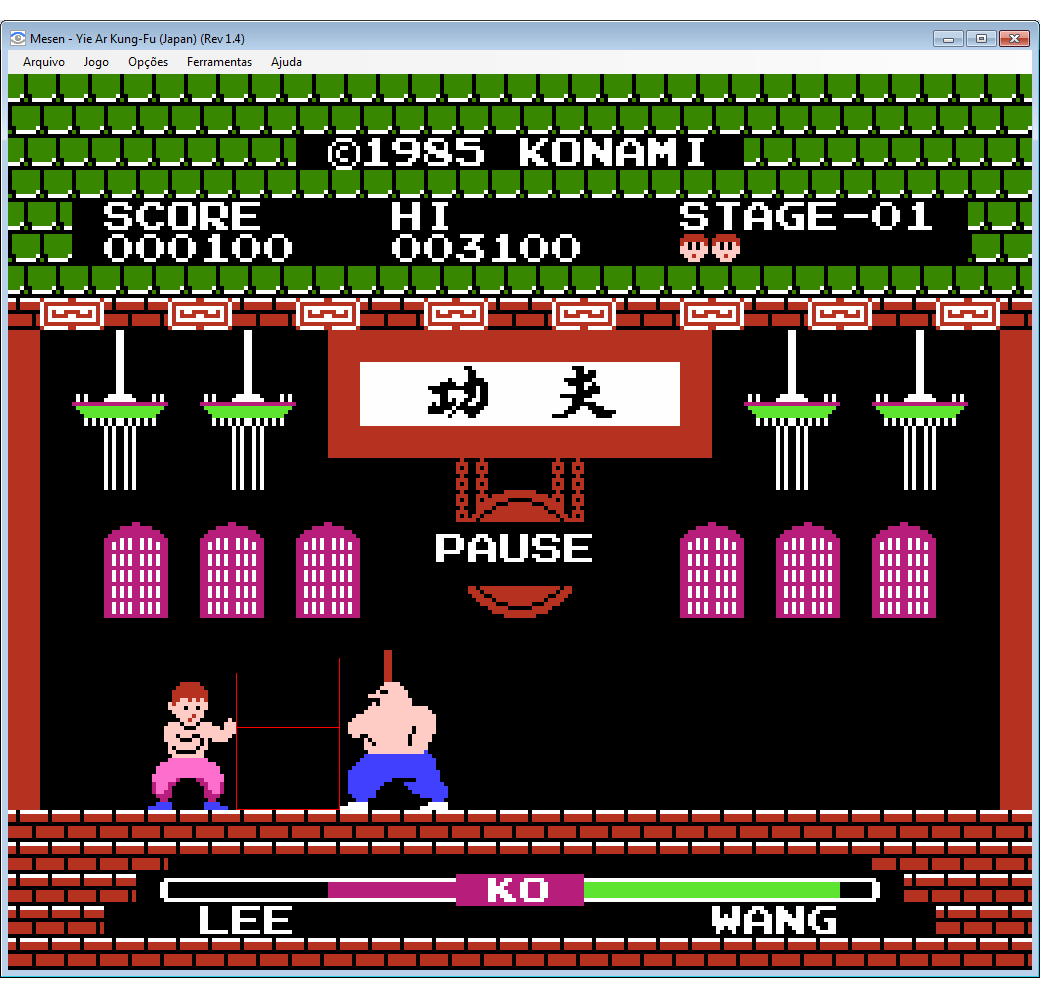 Mesen - Yie Ar Kung-Fu (Japan) (Rev 1.4)
Arquivo Jogo Opções Ferramentas Ajuda
©1985 KONAMI
SCORE HI STAGE-01
000100 003100
功 夫
PAUSE
KO
LEE WANG